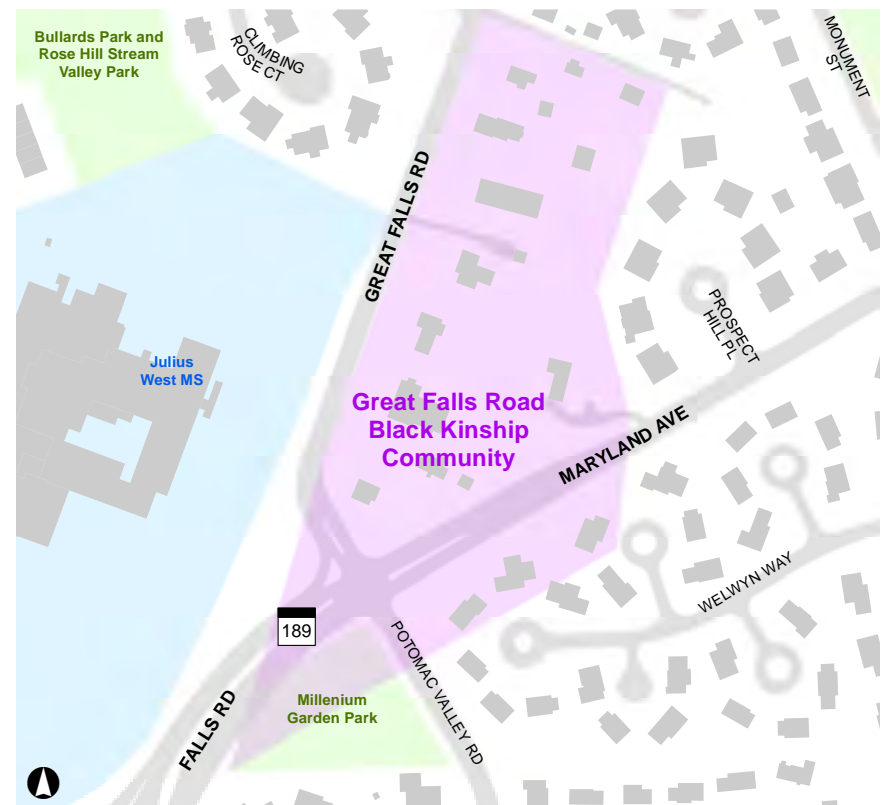 Bullards Park and
Rose Hill Stream
Valley Park
CLIMBING
ROSE CT
MONUMENT
ST
GREAT FALLS RD
Julius
West MS
PROSPECT
HILL PL
Great Falls Road
Black Kinship
Community
MARYLAND AVE
WELWYN WAY
189
POTOMAC VALLEY RD
Millenium
Garden Park
FALLS RD